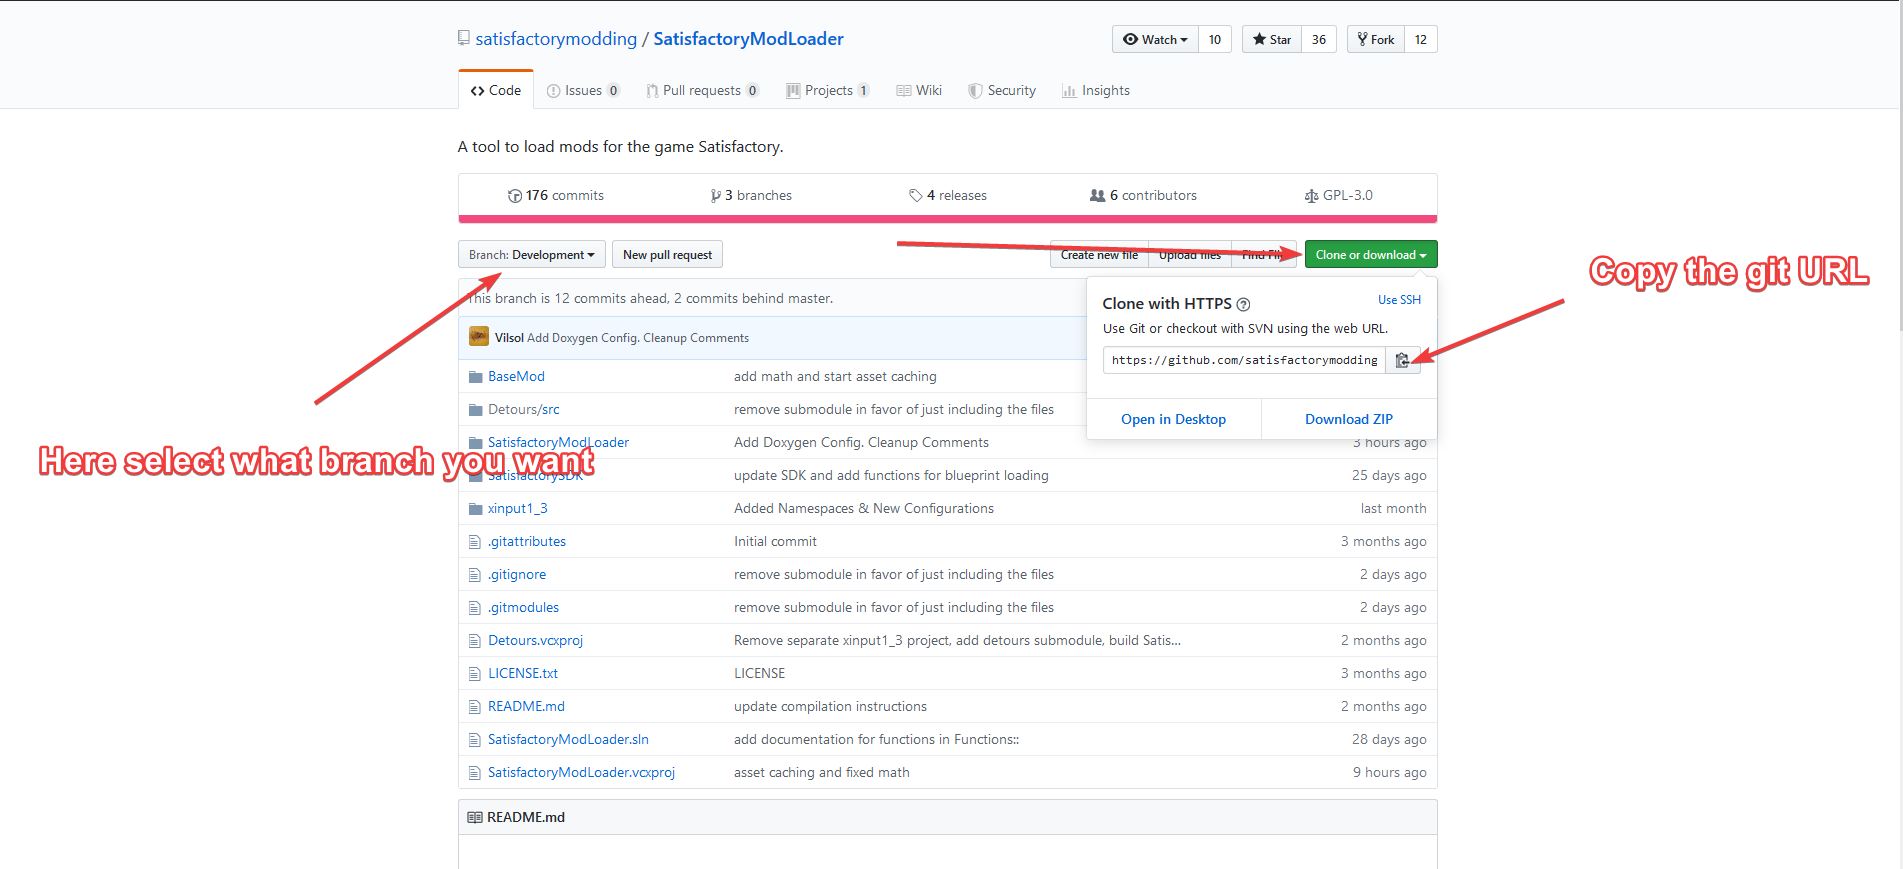 satisfactorymodding / SatisfactoryModLoader
Watch 10 Star 36 Fork 12
Code Issues 0 Pull requests 0 Projects 1 Wiki Security Insights
A tool to load mods for the game Satisfactory.
176 commits 3 branches 4 releases 6 contributors GPL-3.0
Branch: Development New pull request Create new file Upload files Find File Clone or download
Copy the git URL
This branch is 12 commits ahead, 2 commits behind master.
Clone with HTTPS Use SSH
Use Git or checkout with SVN using the web URL.
https://github.com/satisfactorymodding
Open in Desktop Download ZIP
Vilsol Add Doxygen Config. Cleanup Comments
BaseMod add math and start asset caching
Detours/src remove submodule in favor of just including the files
SatisfactoryModLoader Add Doxygen Config. Cleanup Comments 3 hours ago
Here select what branch you want
SatisfactorySDK update SDK and add functions for blueprint loading 25 days ago
xinput1_3 Added Namespaces & New Configurations last month
.gitattributes Initial commit 3 months ago
.gitignore remove submodule in favor of just including the files 2 days ago
.gitmodules remove submodule in favor of just including the files 2 days ago
Detours.vcxproj Remove separate xinput1_3 project, add detours submodule, build Satis... 2 months ago
LICENSE.txt LICENSE 3 months ago
README.md update compilation instructions 2 months ago
SatisfactoryModLoader.sln add documentation for functions in Functions:: 28 days ago
SatisfactoryModLoader.vcxproj asset caching and fixed math 9 hours ago
README.md